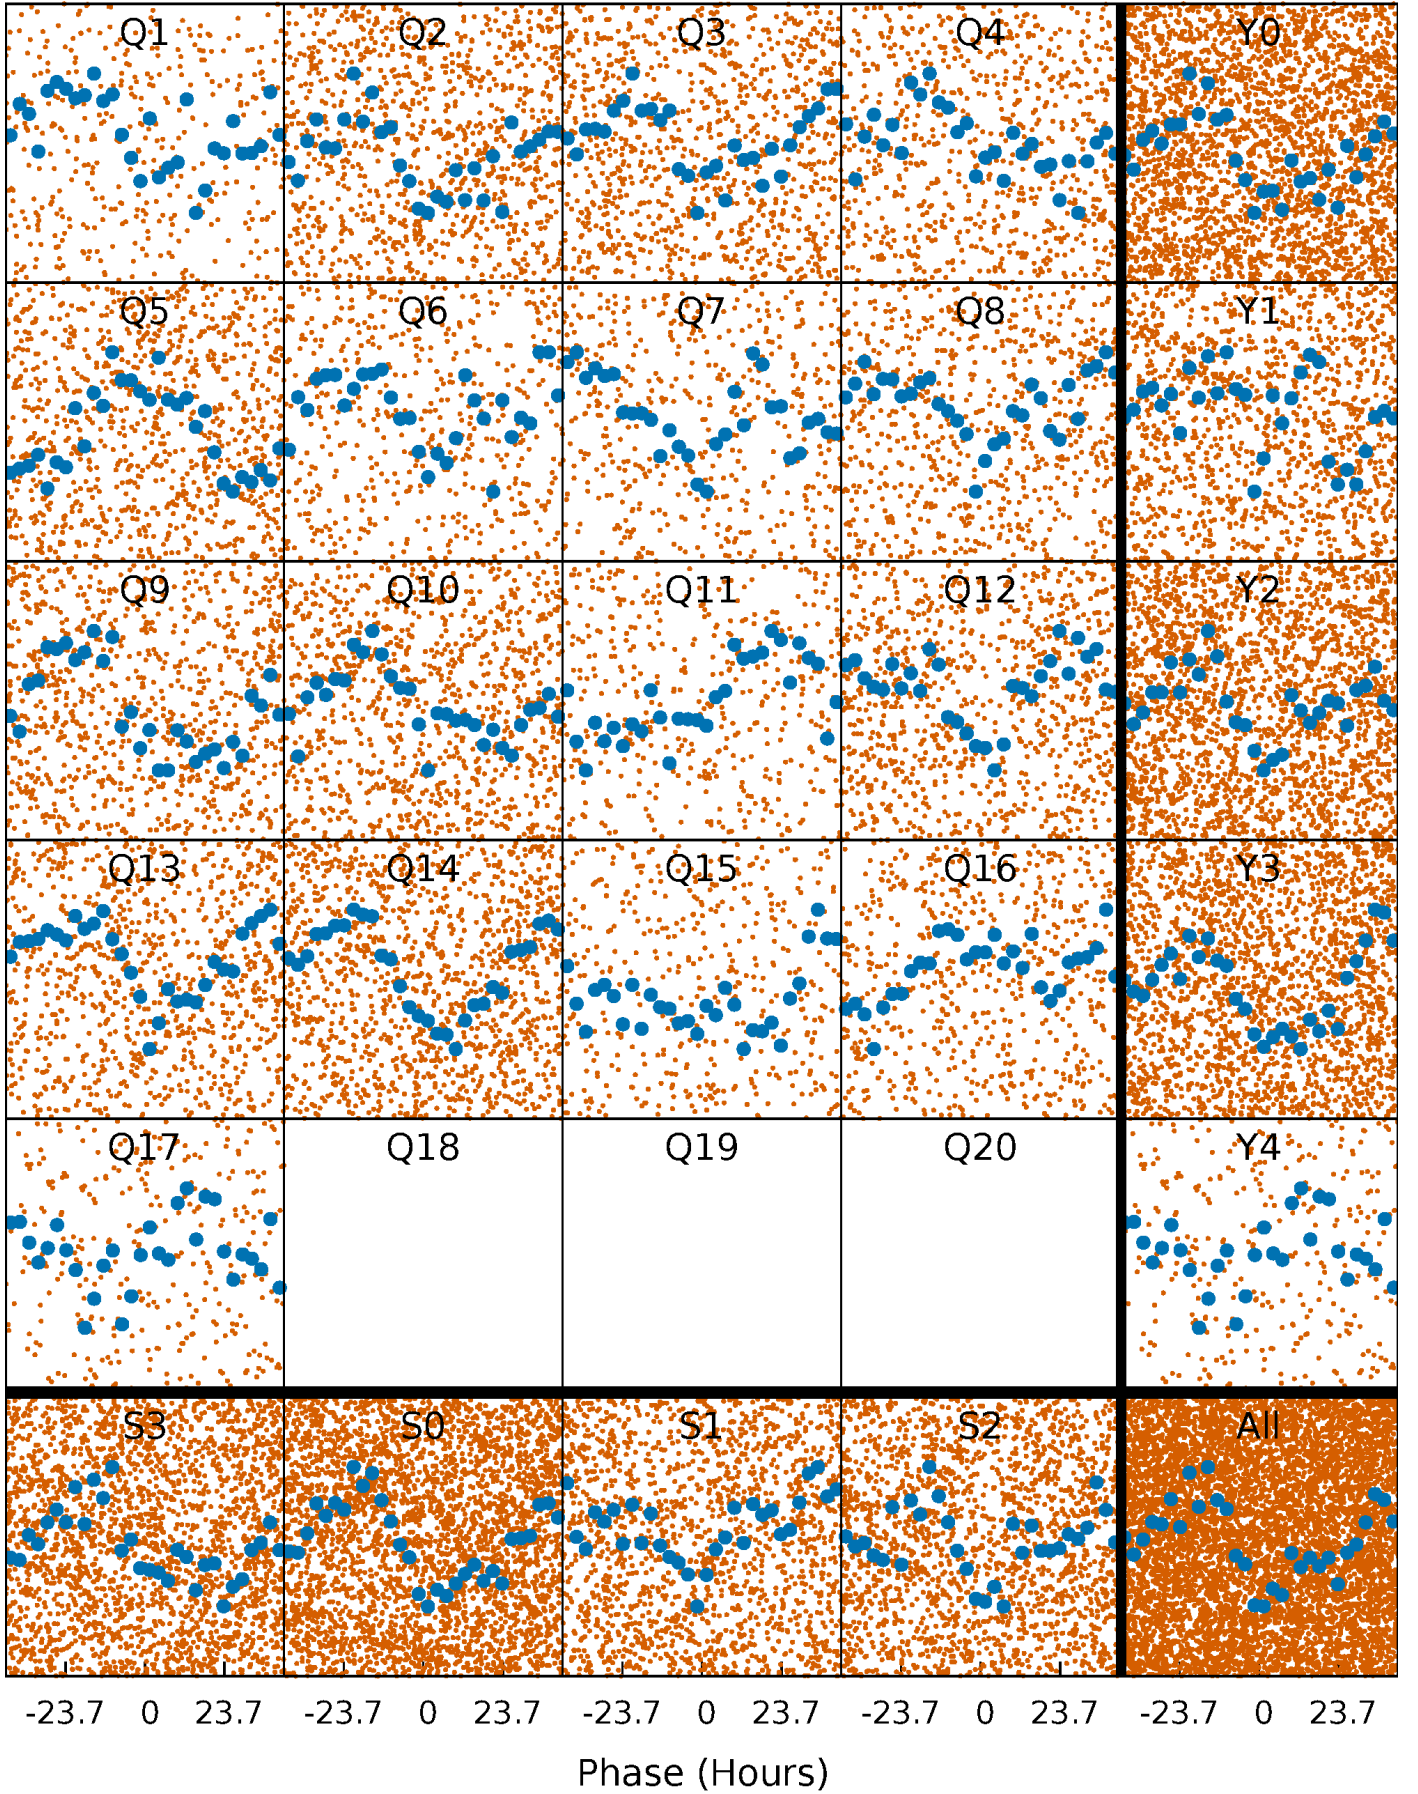 Q1 Q2 Q3 Q4 Y0
Q5 Q6 Q7 Q8 Y1
Q9 Q10 Q11 Q12 Y2
Q13 Q14 Q15 Q16 Y3
Q17 Q18 Q19 Q20 Y4
S3 S0 S1 S2 All
-23.7 0 23.7 -23.7 0 23.7 -23.7 0 23.7 -23.7 0 23.7 -23.7 0 23.7
Phase (Hours)